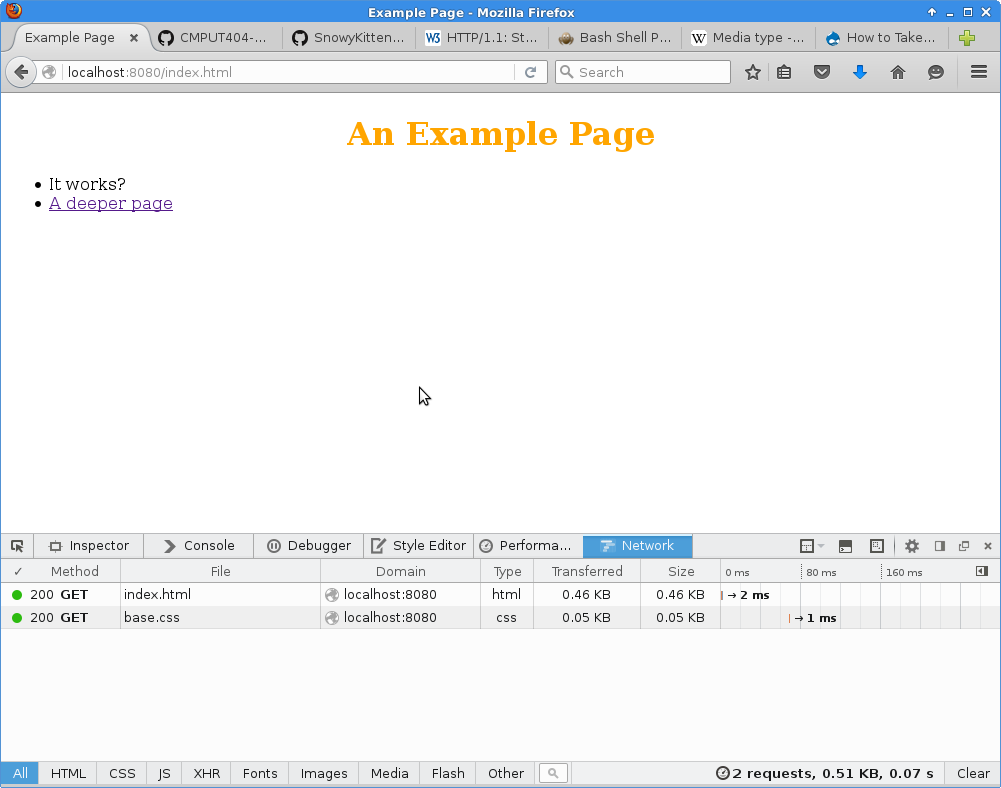 Example Page - Mozilla Firefox
Example Page CMPUT404-... SnowyKitten... W3 HTTP/1.1: St... Bash Shell P... W Media type -... How to Take...
localhost:8080/index.html Search
An Example Page
It works?
A deeper page
Inspector Console Debugger Style Editor Performa... Network
✓ Method File Domain Type Transferred Size 0 ms 80 ms 160 ms
200 GET index.html localhost:8080 html 0.46 KB 0.46 KB → 2 ms
200 GET base.css localhost:8080 css 0.05 KB 0.05 KB → 1 ms
All HTML CSS JS XHR Fonts Images Media Flash Other 2 requests, 0.51 KB, 0.07 s Clear